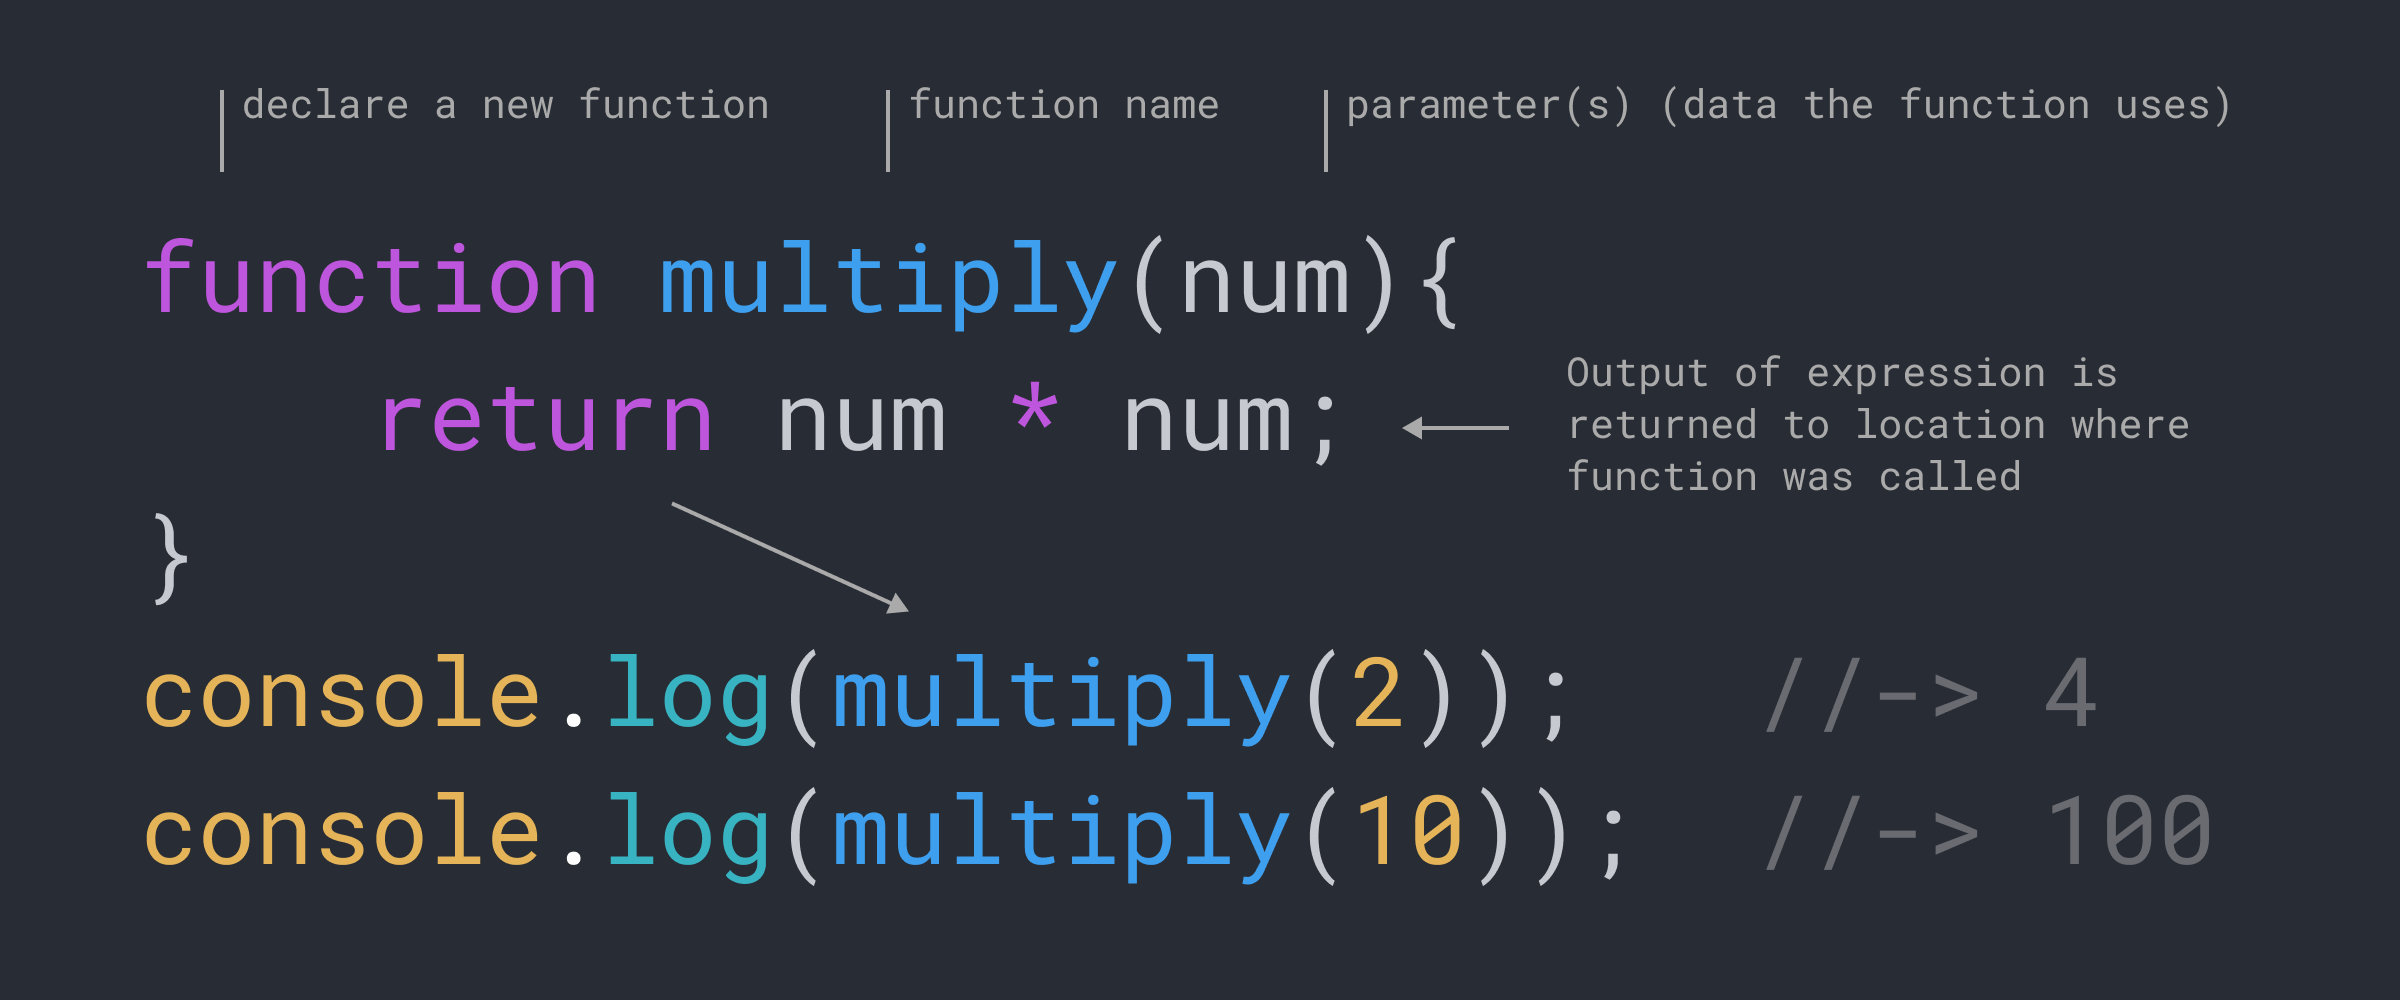 declare a new function
function name
parameter(s) (data the function uses)
function multiply(num){
return num * num;
Output of expression is
returned to location where
function was called
}
console.log(multiply(2)); //-> 4
console.log(multiply(10)); //-> 100